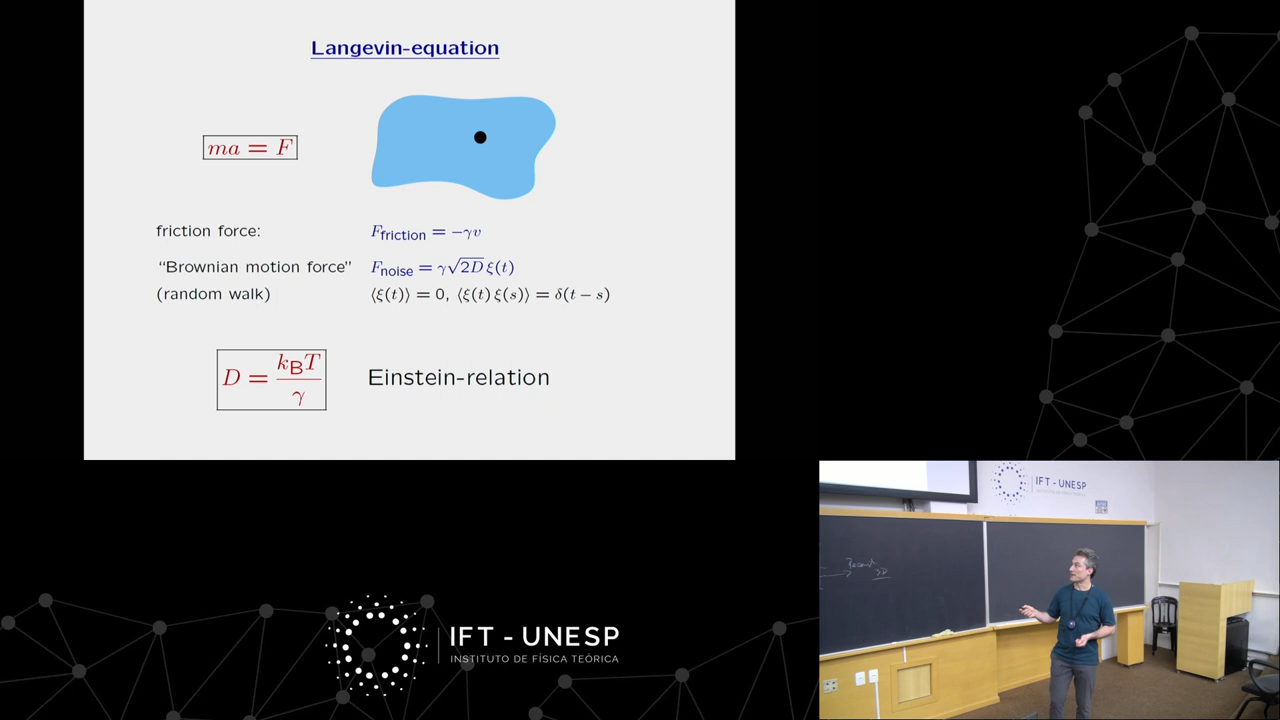 Langevin-equation
ma = F
friction force: F_friction = −γv
“Brownian motion force” F_noise = γ√2D ξ(t)
(random walk) ⟨ξ(t)⟩ = 0, ⟨ξ(t) ξ(s)⟩ = δ(t − s)
D = k_B T / γ Einstein-relation
IFT - UNESP
INSTITUTO DE FÍSICA TEÓRICA
IFT - UNESP